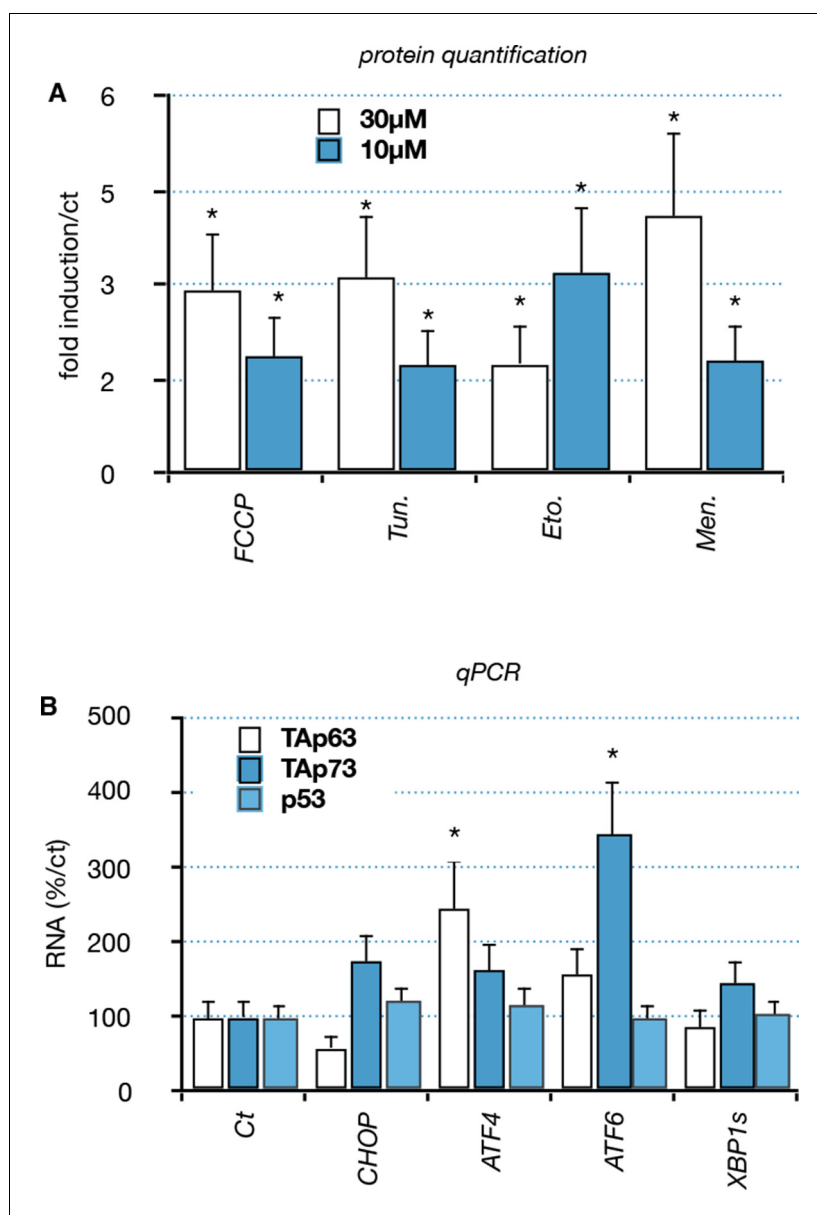 protein quantification
A
6
30µM
10µM
5
3
2
0
fold induction/ct
*
*
*
*
*
*
*
*
FCCP
Tun.
Eto.
Men.
qPCR
B
500
TAp63
TAp73
p53
400
300
200
100
0
RNA (%/ct)
*
*
Ct
CHOP
ATF4
ATF6
XBP1s